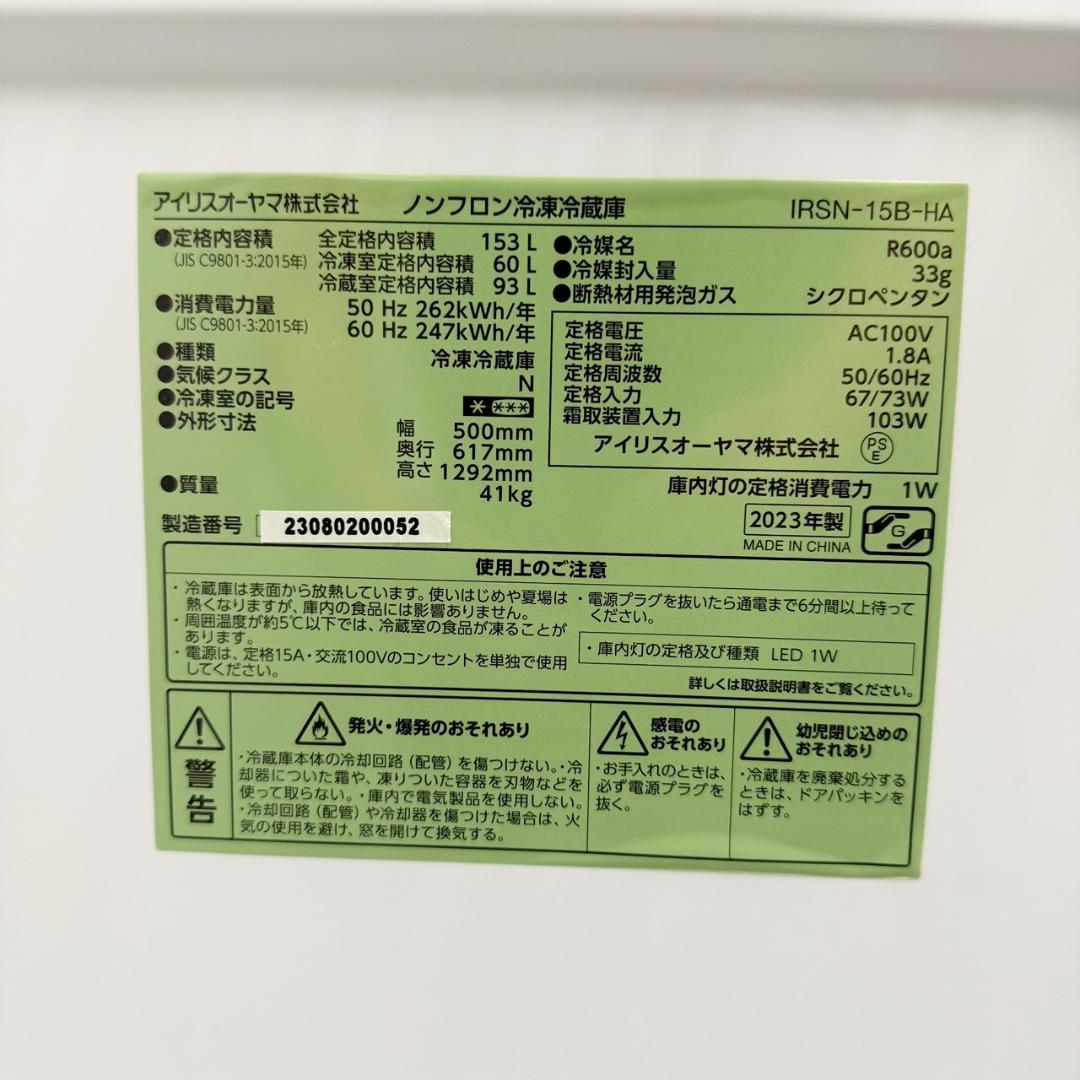 アイリスオーヤマ株式会社 ノンフロン冷凍冷蔵庫 IRSN-15B-HA
●定格内容積 全定格内容積 153 L
(JIS C9801-3:2015年) 冷凍室定格内容積 60 L
冷蔵室定格内容積 93 L
●消費電力量 50 Hz 262kWh/年
(JIS C9801-3:2015年) 60 Hz 247kWh/年
●種類 冷凍冷蔵庫
●気候クラス N
●冷凍室の記号
●外形寸法
幅 500mm
奥行 617mm
高さ 1292mm
●質量 41kg
製造番号 23080200052
●冷媒名 R600a
●冷媒封入量 33g
●断熱材用発泡ガス シクロペンタン
定格電圧 AC100V
定格電流 1.8A
定格周波数 50/60Hz
定格入力 67/73W
霜取装置入力 103W
アイリスオーヤマ株式会社 PS E
庫内灯の定格消費電力 1W
2023年製
MADE IN CHINA
G
使用上のご注意
・冷蔵庫は表面から放熱しています。使いはじめや夏場は
熱くなりますが、庫内の食品には影響ありません。
・周囲温度が約5℃以下では、冷蔵室の食品が凍ることが
あります。
・電源は、定格15A・交流100Vのコンセントを単独で使用
してください。
・電源プラグを抜いたら通電まで6分間以上待って
ください。
・庫内灯の定格及び種類 LED 1W
詳しくは取扱説明書をご覧ください。
警告
発火・爆発のおそれあり
・冷蔵庫本体の冷却回路（配管）を傷つけない。・冷
却器についた霜や、凍りついた容器を刃物などを
使って取らない。・庫内で電気製品を使用しない。
・冷却回路（配管）や冷却器を傷つけた場合は、火
気の使用を避け、窓を開けて換気する。
感電の
おそれあり
・お手入れのときは、
必ず電源プラグを
抜く。
幼児閉じ込めの
おそれあり
・冷蔵庫を廃棄処分する
ときは、ドアパッキンを
はずす。